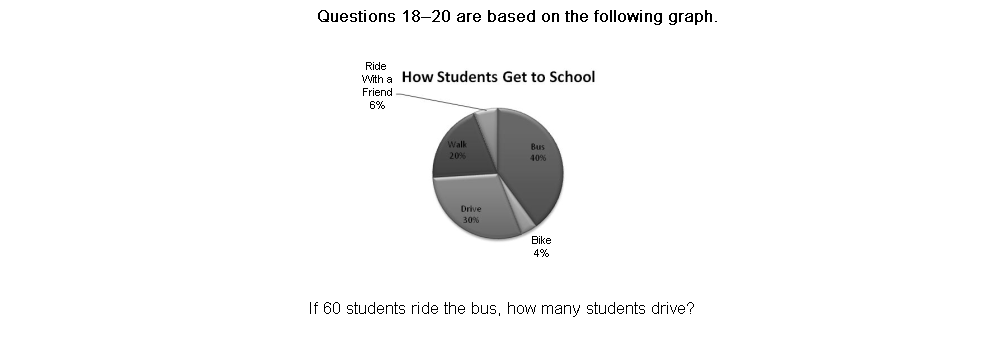 Questions 18–20 are based on the following graph.
How Students Get to School
Ride
With a
Friend
6%
Walk
20%
Bus
40%
Drive
30%
Bike
4%
If 60 students ride the bus, how many students drive?